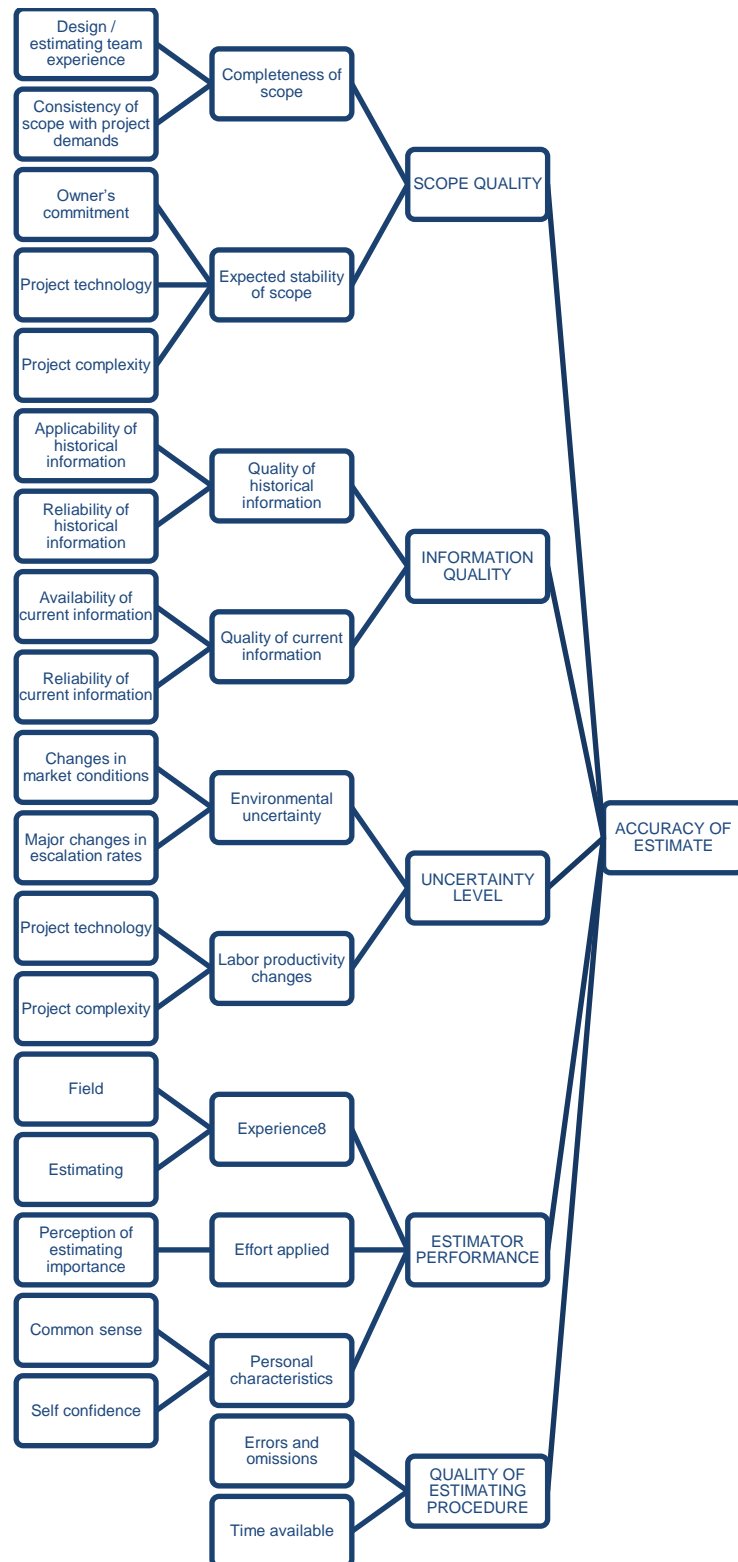 Design /
estimating team
experience
Completeness of
scope
Consistency of
scope with project
demands
SCOPE QUALITY
Owner's
commitment
Project technology
Expected stability
of scope
Project complexity
Applicability of
historical
information
Quality of
historical
information
Reliability of
historical
information
INFORMATION
QUALITY
Availability of
current information
Quality of current
information
Reliability of
current information
Changes in
market conditions
Environmental
uncertainty
Major changes in
escalation rates
ACCURACY OF
ESTIMATE
UNCERTAINTY
LEVEL
Project technology
Labor productivity
changes
Project complexity
Field
Experience8
Estimating
Perception of
estimating
importance
Effort applied
ESTIMATOR
PERFORMANCE
Common sense
Personal
characteristics
Self confidence
Errors and
omissions
QUALITY OF
ESTIMATING
PROCEDURE
Time available